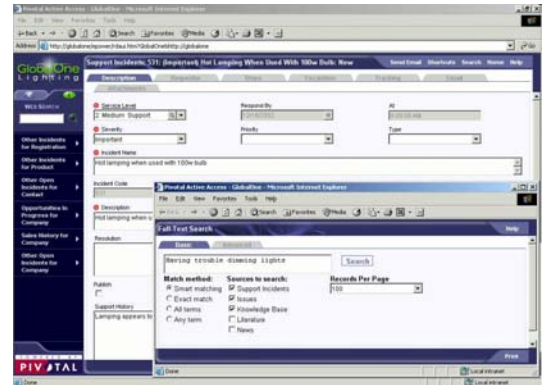 Pivotal Active Access - GlobalOne - Microsoft Internet Explorer
File Edit View Favorites Tools Help
Back Search Favorites Media
Address
GlobalOne Lighting
Support Incidents: 531: (Important) Hot Lamping When Used With 100w Bulb: New
Send Email Shortcuts Search Home Help
Description Requestor Steps Escalation Tracking Email
Attachments
Web Search
Service Level
Respond By
At
2 Medium Support
Severity
Priority
Type
Important
Incident Name
Hot lamping when used with 100w bulb
Incident Code
Description
Hot lamping when u
Resolution
Publish
Support History
Lamping appears to
Other Incidents for Registration
Other Incidents for Product
Other Open Incidents for Contact
Opportunities in Progress for Company
Sales History for Company
Other Open Incidents for Company
POWERED BY
PIVOTAL
Done
Pivotal Active Access - GlobalOne - Microsoft Internet Explorer
File Edit View Favorites Tools Help
Search Favorites Media
Full-Text Search
Help
Basic Advanced
Having trouble dimming lights
Search
Match method:
Sources to search:
Records Per Page
Smart matching
Support Incidents
100
Exact match
Issues
All terms
Knowledge Base
Any term
Literature
News
Print
Done
Local intranet
Local intranet